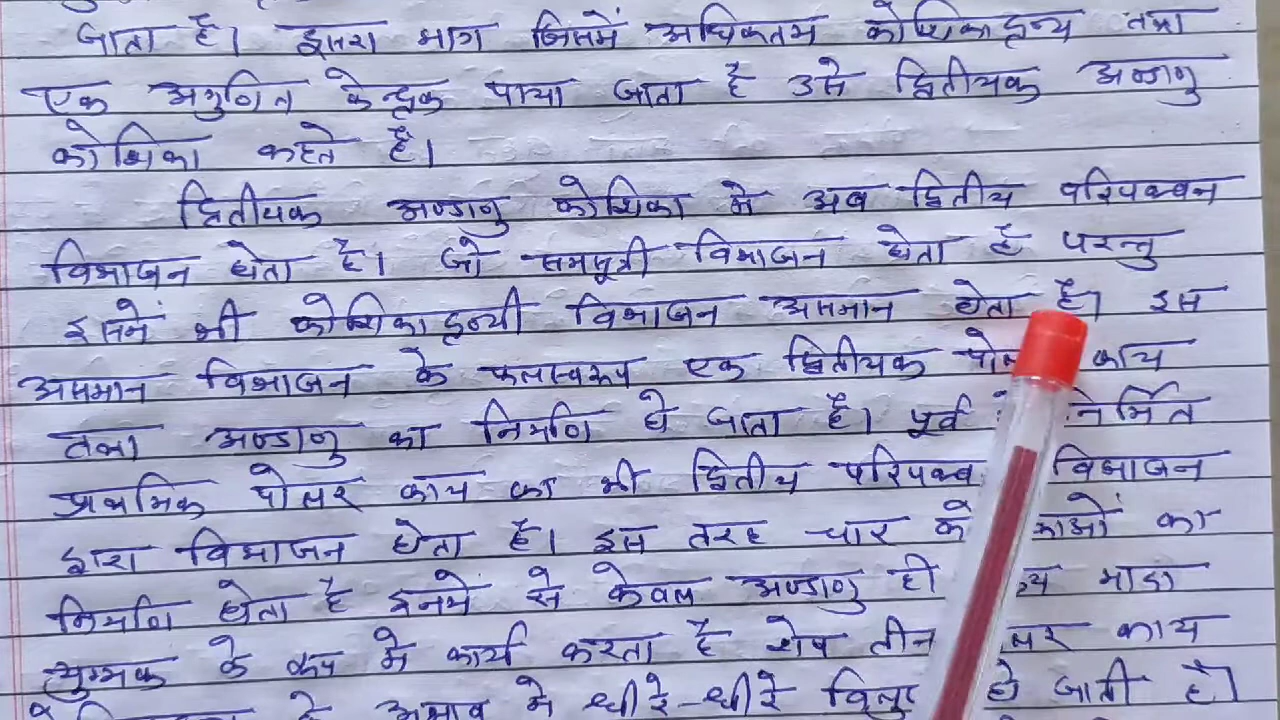 जाता है। दूसरा भाग जिसमें अधिकतम कोशिकाद्रव्य तथा
एक अगुणित केन्द्रक पाया जाता है उसे द्वितीयक अण्डाणु
कोशिका कहते है।
द्वितीयक अण्डाणु कोशिका मे अब द्वितीय परिपक्वन
विभाजन होता है। जो समसूत्री विभाजन होता है परन्तु
इसमें भी कोशिकाद्रव्यी विभाजन असमान होता है। इस
असमान विभाजन के फलस्वरूप एक द्वितीयक काय
तथा अण्डाणु का निर्माण हो जाता है। पूर्व निर्मित
प्राथमिक पोलर काय का भी द्वितीय विभाजन
द्वारा विभाजन होता है। इस तरह चार का
निर्माण होता है इनमे से केवल अण्डाणु ही मादा
युग्मक के रूप मे कार्य करता है शेष तीन काय
के अभाव मे धीरे-धीरे हो जाती है।